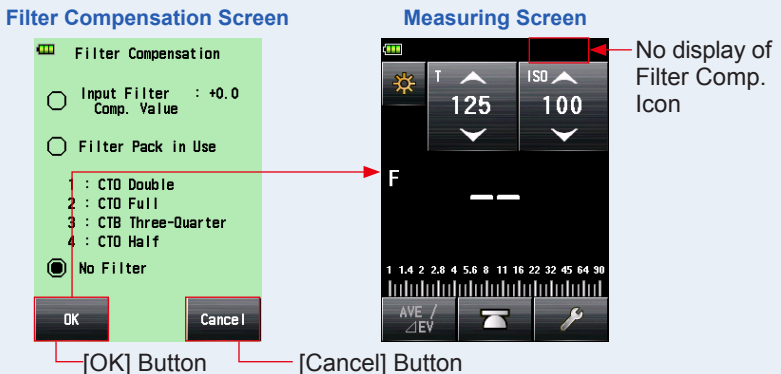 Filter Compensation Screen
Measuring Screen
Filter Compensation
Input Filter : +0.0
Comp. Value
Filter Pack in Use
1 : CTO Double
2 : CTO Full
3 : CTB Three-Quarter
4 : CTO Half
No Filter
OK
Cancel
[OK] Button
[Cancel] Button
T
125
ISO
100
F
--
1 1.4 2 2.8 4 5.6 8 11 16 22 32 45 64 90
AVE /
⊿EV
No display of
Filter Comp.
Icon